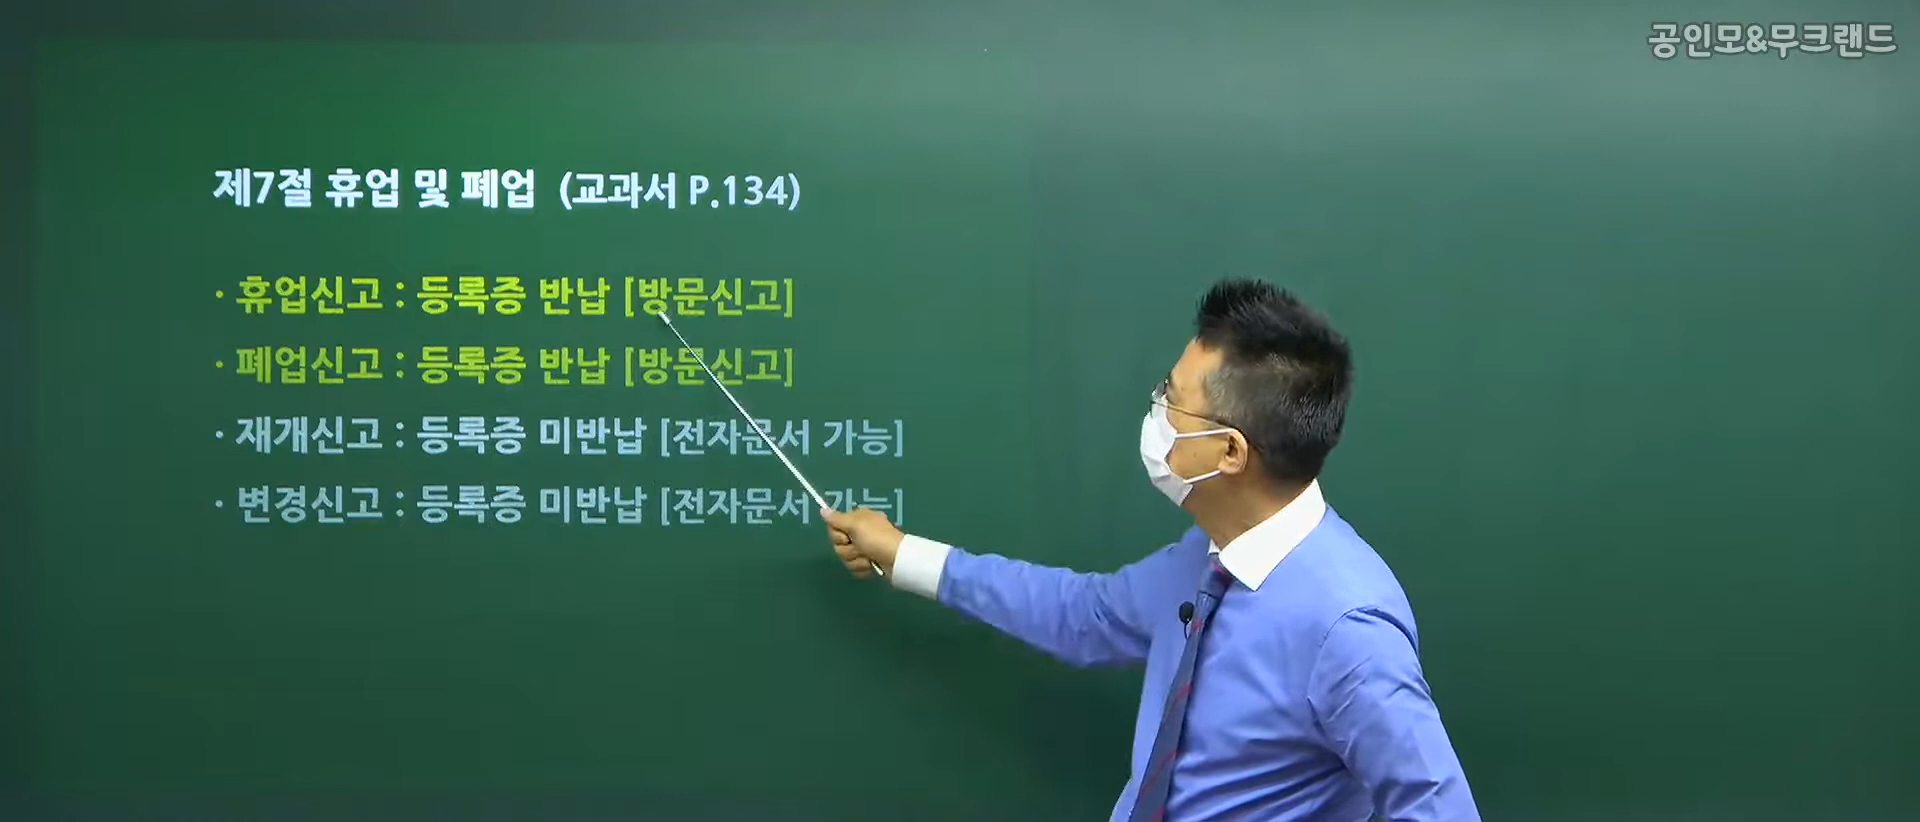 공인모&무크랜드
제7절 휴업 및 폐업 (교과서 P.134)
· 휴업신고 : 등록증 반납 [방문신고]
· 폐업신고 : 등록증 반납 [방문신고]
· 재개신고 : 등록증 미반납 [전자문서 가능]
· 변경신고 : 등록증 미반납 [전자문서 가능]